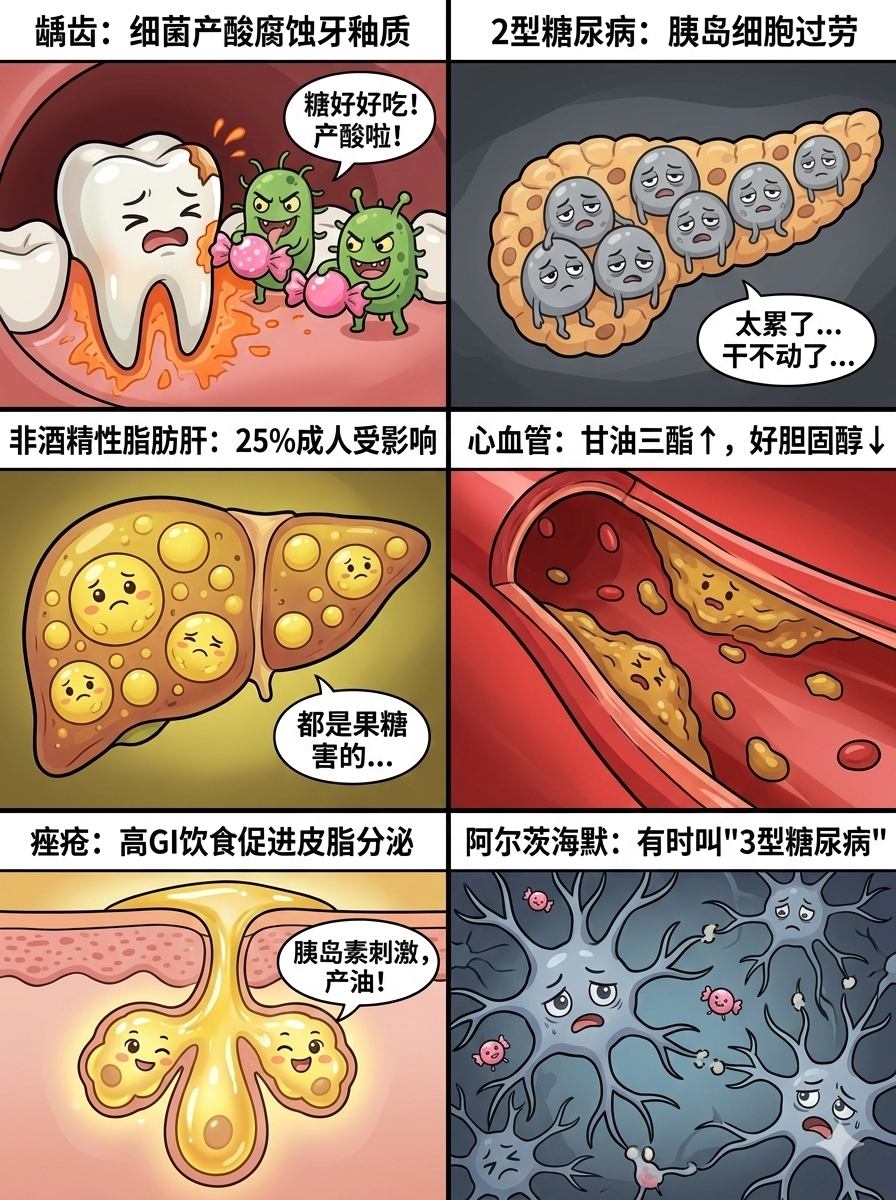 龋齿：细菌产酸腐蚀牙釉质
糖好好吃！
产酸啦！
2型糖尿病：胰岛细胞过劳
太累了...
干不动了...
非酒精性脂肪肝：25%成人受影响
都是果糖
害的...
心血管：甘油三酯↑，好胆固醇↓
痤疮：高GI饮食促进皮脂分泌
胰岛素刺激，
产油！
阿尔茨海默：有时叫"3型糖尿病"